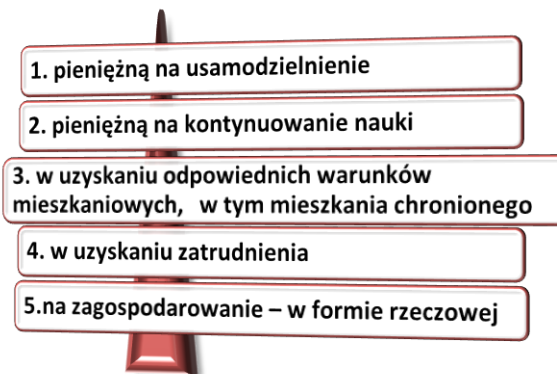 1. pieniężną na usamodzielnienie
2. pieniężną na kontynuowanie nauki
3. w uzyskaniu odpowiednich warunków
mieszkaniowych, w tym mieszkania chronionego
4. w uzyskaniu zatrudnienia
5.na zagospodarowanie – w formie rzeczowej